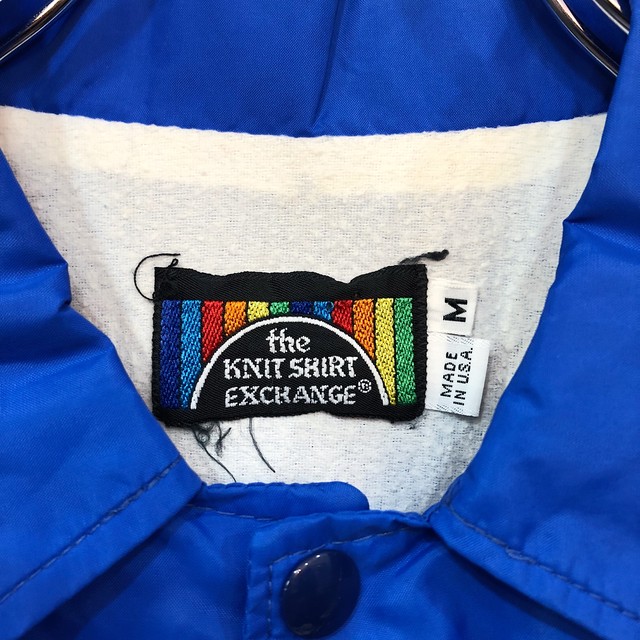 the
KNIT SHIRT
EXCHANGE®
M
MADE
IN U.S.A.